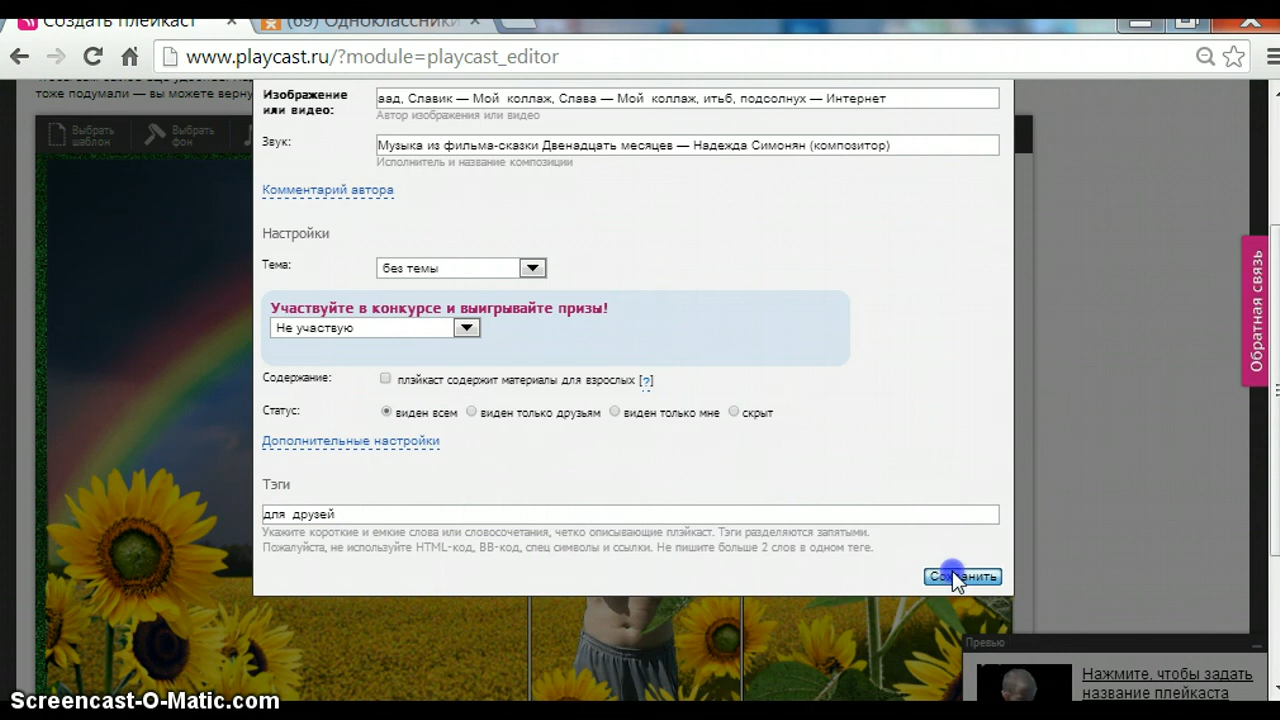 Создать плейкаст
(69) Одноклассники
www.playcast.ru/?module=playcast_editor
тоже подумали — вы можете верну
Выбрать шаблон
Выбрать фон
Изображение или видео:
аад, Славик — Мой коллаж, Слава — Мой коллаж, итьб, подсолнух — Интернет
Автор изображения или видео
Звук:
Музыка из фильма-сказки Двенадцать месяцев — Надежда Симонян (композитор)
Исполнитель и название композиции
Комментарий автора
Настройки
Тема:
без темы
Участвуйте в конкурсе и выигрывайте призы!
Не участвую
Содержание:
плэйкаст содержит материалы для взрослых [?]
Статус:
виден всем
виден только друзьям
виден только мне
скрыт
Дополнительные настройки
Тэги
для друзей
Укажите короткие и емкие слова или словосочетания, четко описывающие плэйкаст. Тэги разделяются запятыми.
Пожалуйста, не используйте HTML-код, BB-код, спец символы и ссылки. Не пишите больше 2 слов в одном теге.
Сохранить
Обратная связь
Превью
Нажмите, чтобы задать
название плейкаста
Screencast-O-Matic.com